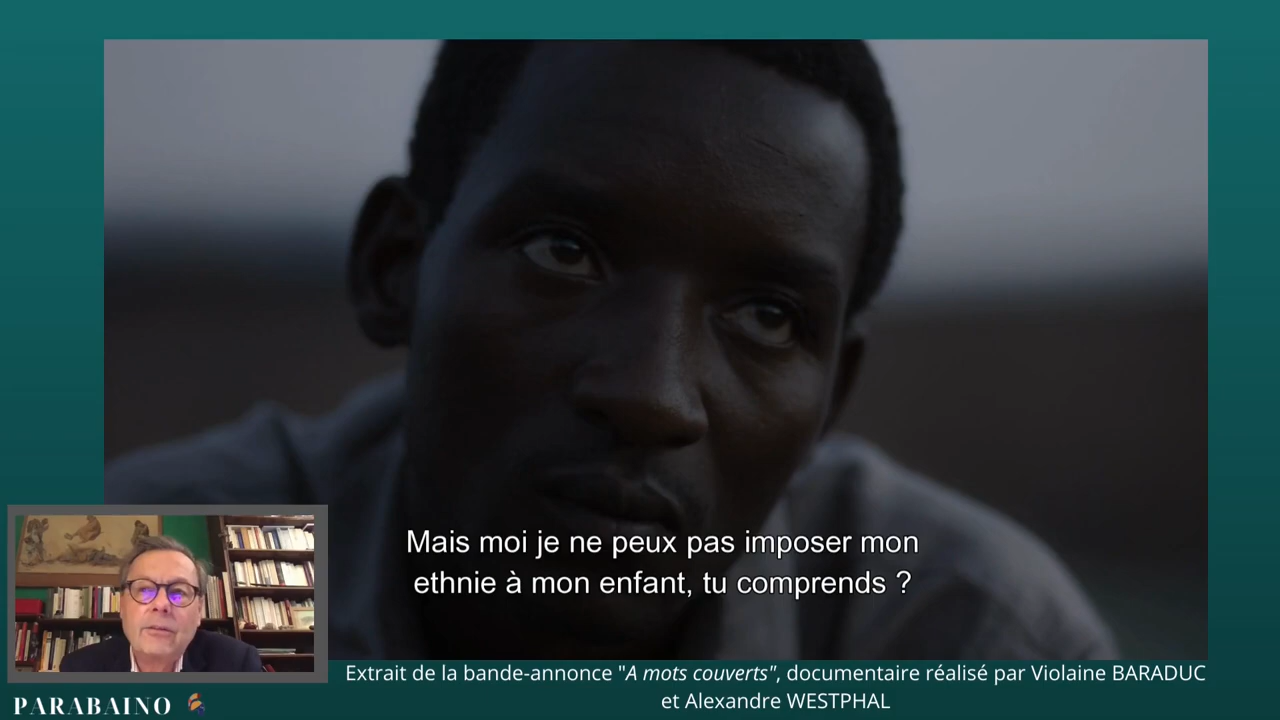 Mais moi je ne peux pas imposer mon
ethnie à mon enfant, tu comprends ?
Extrait de la bande-annonce "A mots couverts", documentaire réalisé par Violaine BARADUC
et Alexandre WESTPHAL
PARABAINO